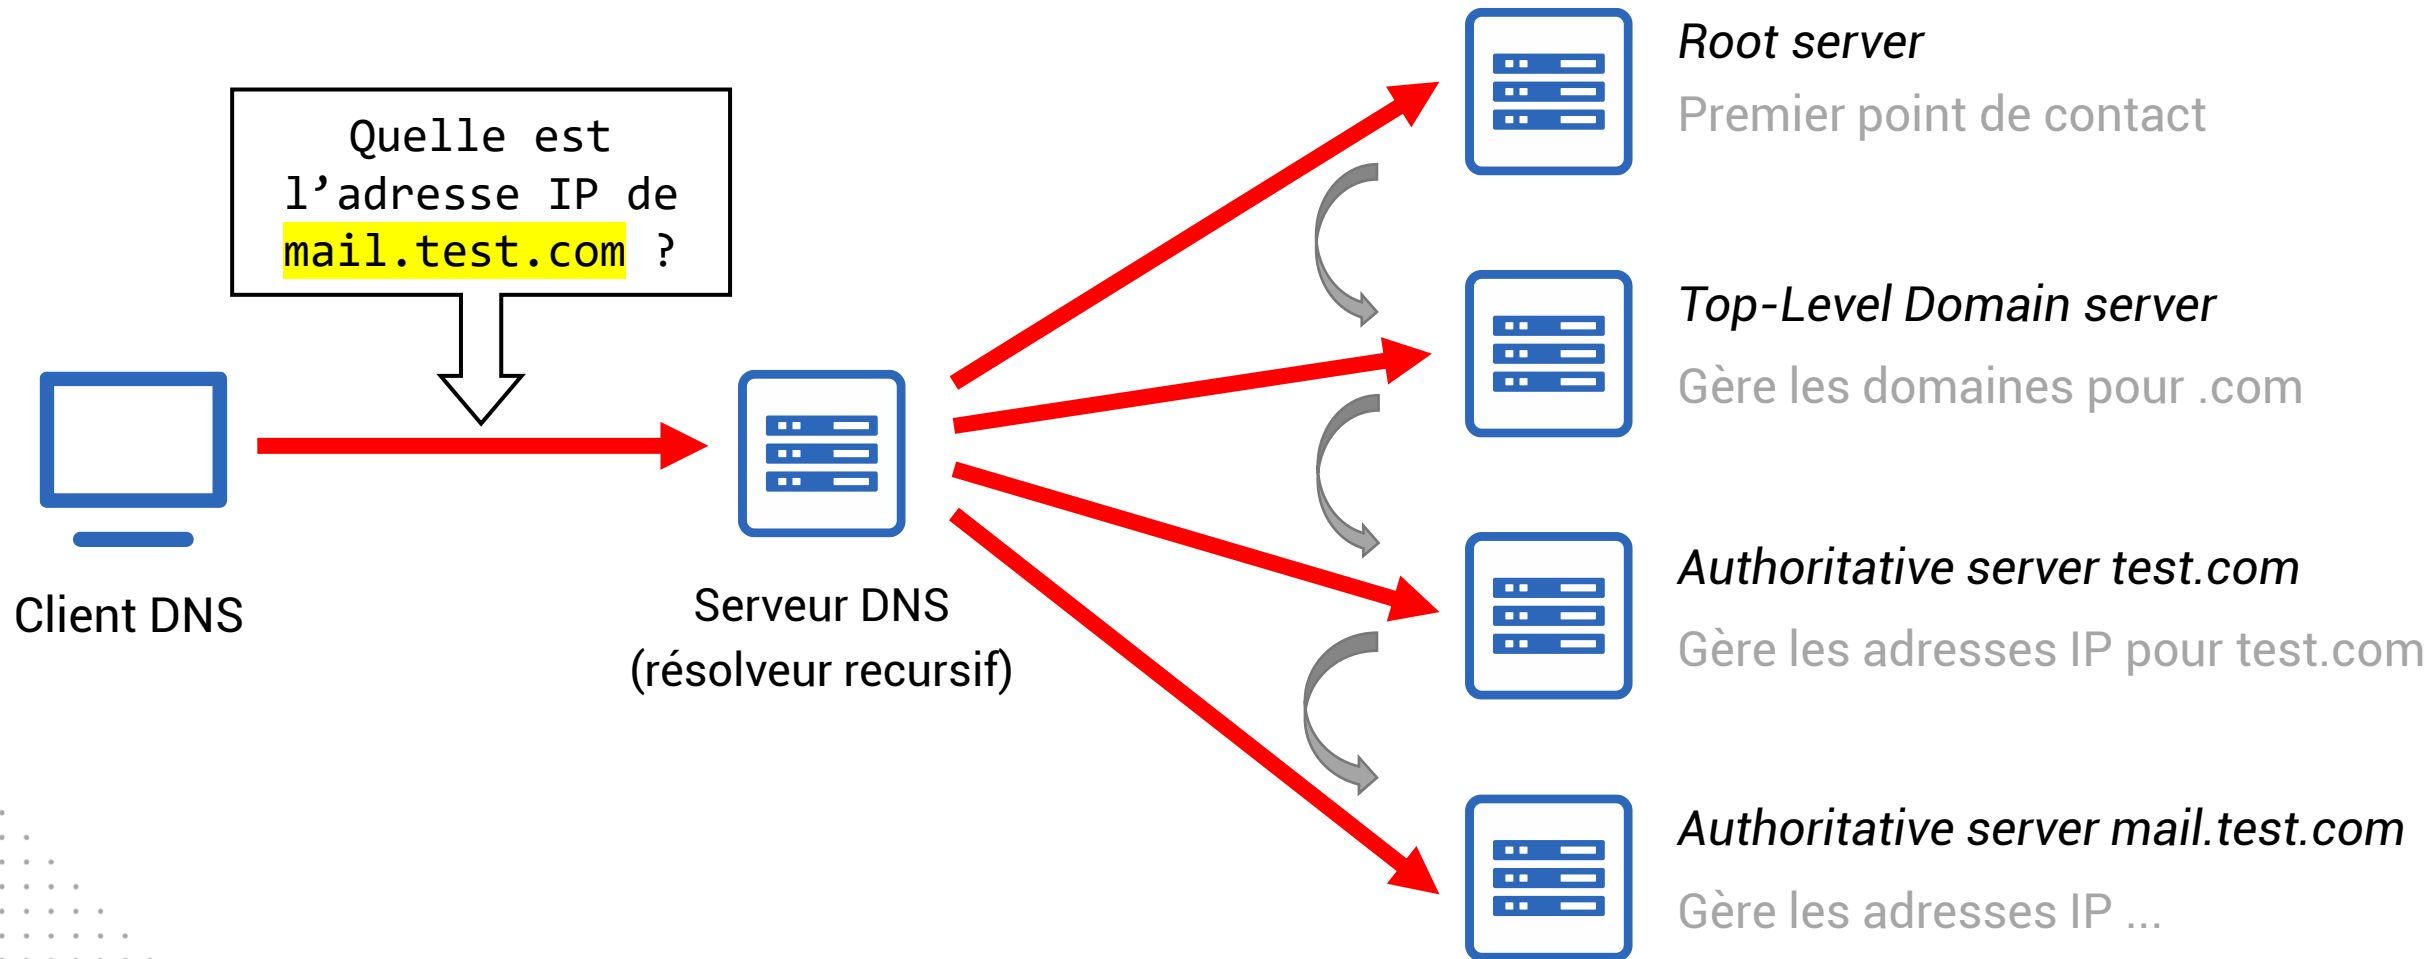 Quelle est
l’adresse IP de
mail.test.com ?
Client DNS
Serveur DNS
(résolveur recursif)
Root server
Premier point de contact
Top-Level Domain server
Gère les domaines pour .com
Authoritative server test.com
Gère les adresses IP pour test.com
Authoritative server mail.test.com
Gère les adresses IP ...